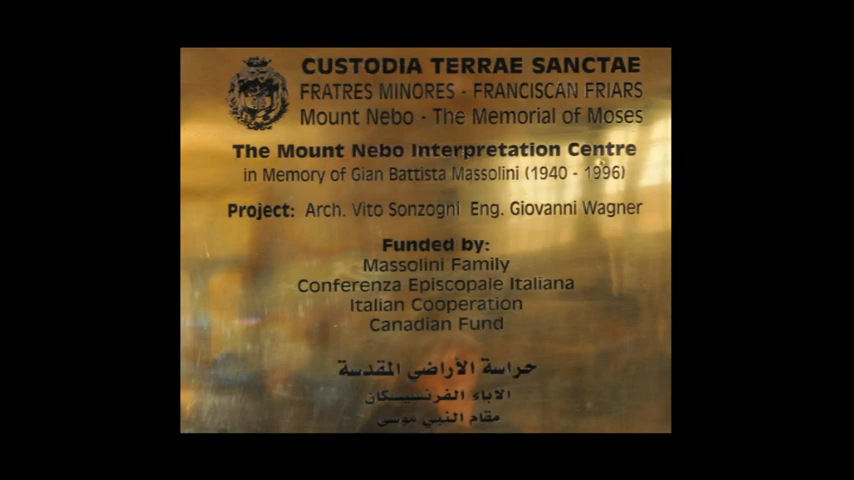 CUSTODIA TERRAE SANCTAE
FRATRES MINORES - FRANCISCAN FRIARS
Mount Nebo - The Memorial of Moses
The Mount Nebo Interpretation Centre
in Memory of Gian Battista Massolini (1940 - 1996)
Project: Arch. Vito Sonzogni Eng. Giovanni Wagner
Funded by:
Massolini Family
Conferenza Episcopale Italiana
Italian Cooperation
Canadian Fund
حراسة الأراضي المقدسة
الاباء الفرنسيسكان
مقام النبي موسى